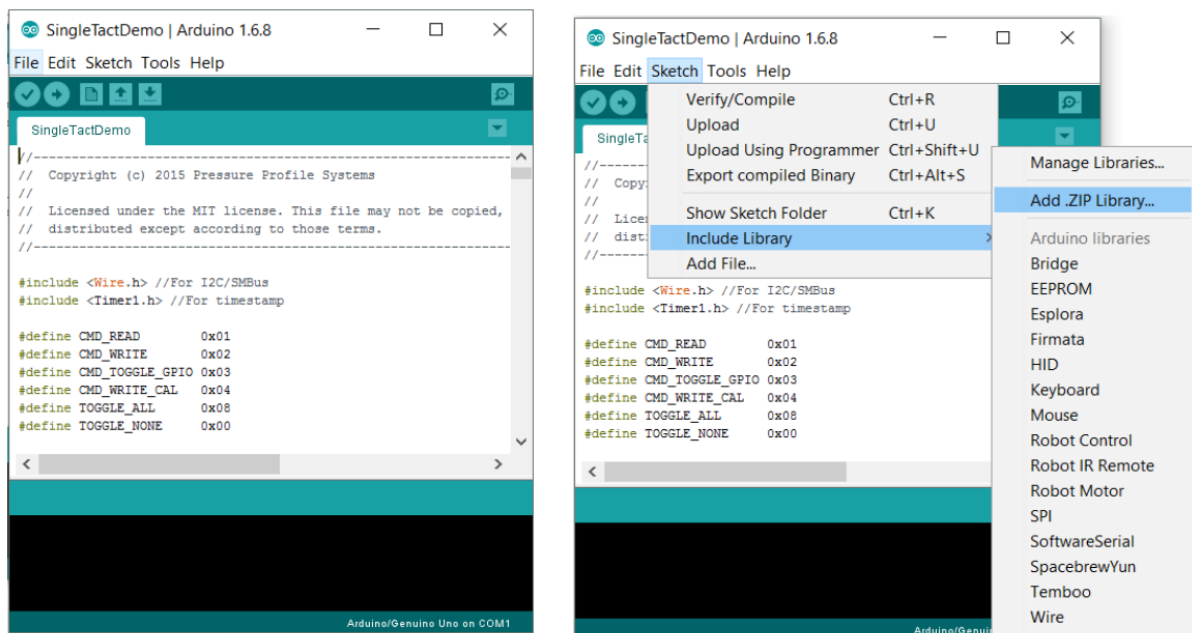 SingleTactDemo | Arduino 1.6.8
File Edit Sketch Tools Help
SingleTactDemo
//---------------------------------------------------------------
// Copyright (c) 2015 Pressure Profile Systems
//
// Licensed under the MIT license. This file may not be copied,
// distributed except according to those terms.
//---------------------------------------------------------------
#include <Wire.h> //For I2C/SMBus
#include <Timer1.h> //For timestamp
#define CMD_READ 0x01
#define CMD_WRITE 0x02
#define CMD_TOGGLE_GPIO 0x03
#define CMD_WRITE_CAL 0x04
#define TOGGLE_ALL 0x08
#define TOGGLE_NONE 0x00
Arduino/Genuino Uno on COM1
SingleTactDemo | Arduino 1.6.8
File Edit Sketch Tools Help
SingleTa
//-----
// Copy
//
// Lice
// dist
//-----
Verify/Compile Ctrl+R
Upload Ctrl+U
Upload Using Programmer Ctrl+Shift+U
Export compiled Binary Ctrl+Alt+S
Show Sketch Folder Ctrl+K
Include Library
Add File...
#include <Wire.h> //For I2C/SMBus
#include <Timer1.h> //For timestamp
#define CMD_READ 0x01
#define CMD_WRITE 0x02
#define CMD_TOGGLE_GPIO 0x03
#define CMD_WRITE_CAL 0x04
#define TOGGLE_ALL 0x08
#define TOGGLE_NONE 0x00
Manage Libraries...
Add .ZIP Library...
Arduino libraries
Bridge
EEPROM
Esplora
Firmata
HID
Keyboard
Mouse
Robot Control
Robot IR Remote
Robot Motor
SPI
SoftwareSerial
SpacebrewYun
Temboo
Wire
Arduino/Genui